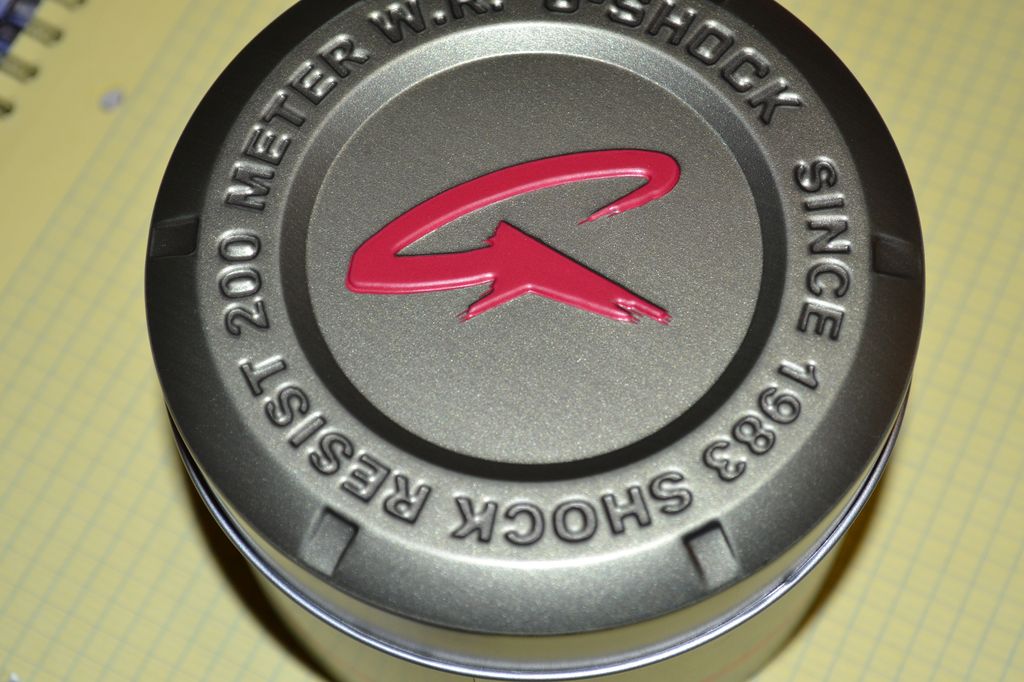 G-SHOCK SINCE 1983 SHOCK RESIST 200 METER W.R.
G